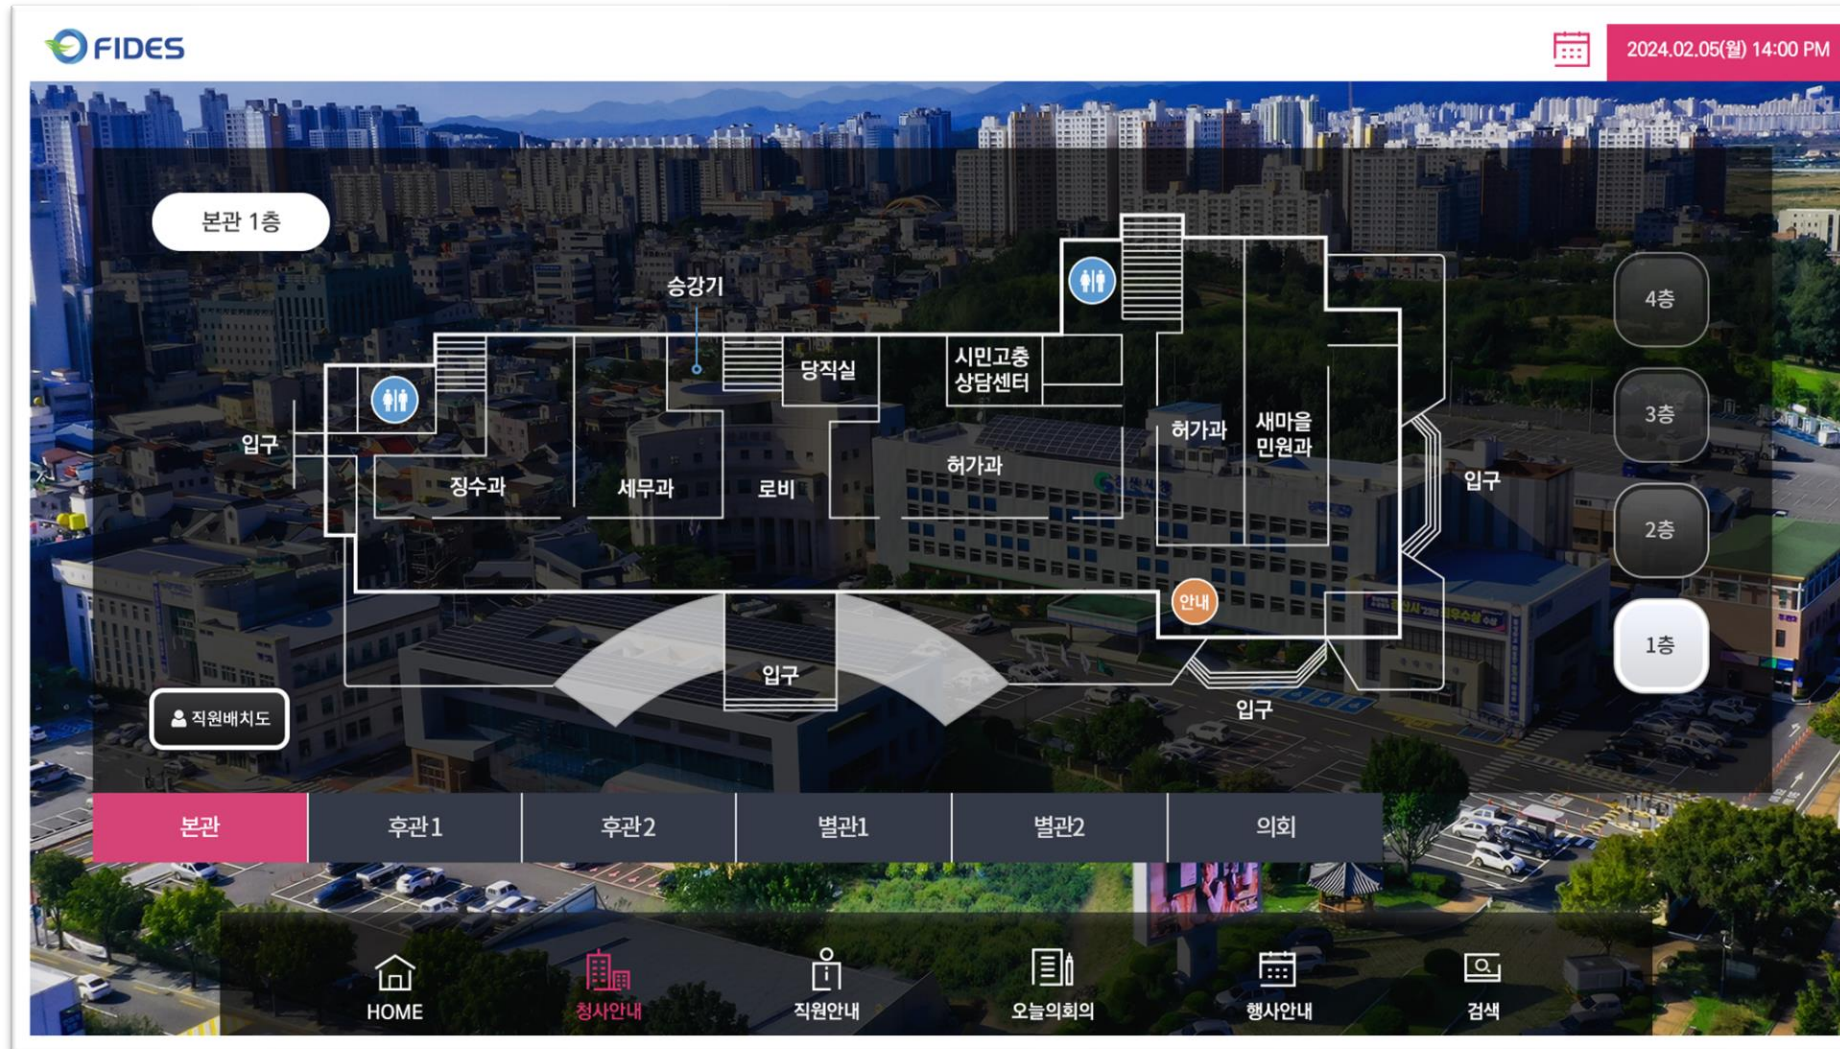 FIDES
2024.02.05(월) 14:00 PM
본관 1층
승강기
당직실
시민고충
상담센터
입구
징수과
세무과
로비
허가과
허가과
새마을
민원과
입구
안내
입구
입구
4층
3층
2층
1층
직원배치도
본관
후관1
후관2
별관1
별관2
의회
HOME
청사안내
직원안내
오늘의회의
행사안내
검색